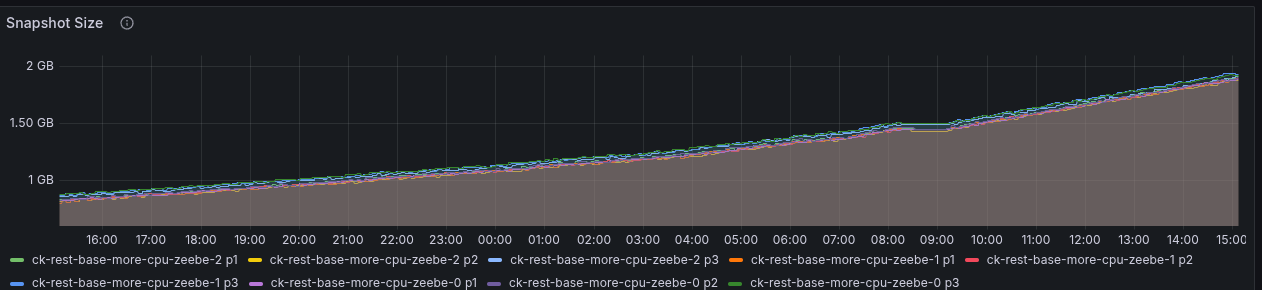 Snapshot Size
2 GB
1.50 GB
1 GB
16:00 17:00 18:00 19:00 20:00 21:00 22:00 23:00 00:00 01:00 02:00 03:00 04:00 05:00 06:00 07:00 08:00 09:00 10:00 11:00 12:00 13:00 14:00 15:00
ck-rest-base-more-cpu-zeebe-2 p1 ck-rest-base-more-cpu-zeebe-2 p2 ck-rest-base-more-cpu-zeebe-2 p3 ck-rest-base-more-cpu-zeebe-1 p1 ck-rest-base-more-cpu-zeebe-1 p2
ck-rest-base-more-cpu-zeebe-1 p3 ck-rest-base-more-cpu-zeebe-0 p1 ck-rest-base-more-cpu-zeebe-0 p2 ck-rest-base-more-cpu-zeebe-0 p3